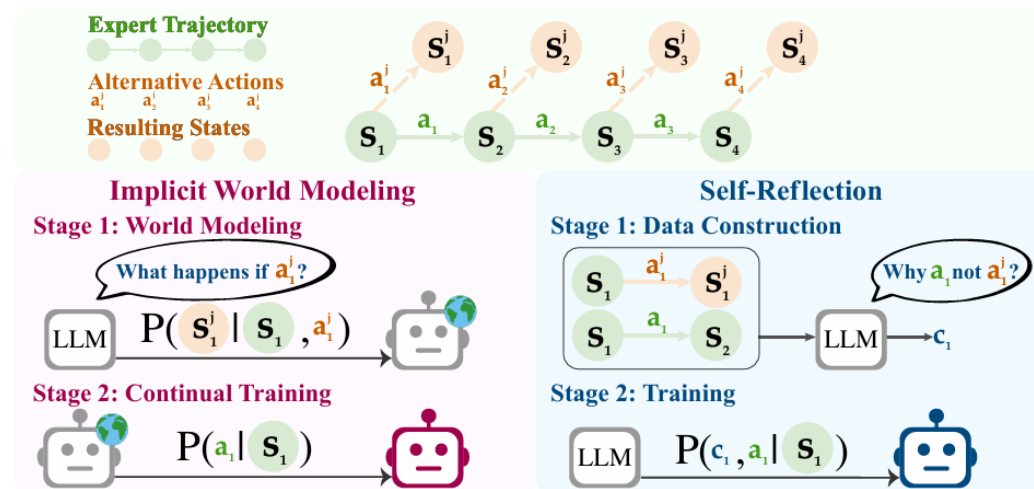 Expert Trajectory
Alternative Actions
a₁ʲ a₂ʲ a₃ʲ a₄ʲ
Resulting States
S₁ʲ S₂ʲ S₃ʲ S₄ʲ
a₁ʲ a₂ʲ a₃ʲ a₄ʲ
a₁ a₂ a₃
S₁ S₂ S₃ S₄
Implicit World Modeling
Stage 1: World Modeling
What happens if a₁ʲ?
LLM P(S₁ʲ | S₁, a₁ʲ)
Stage 2: Continual Training
P(a₁ | S₁)
Self-Reflection
Stage 1: Data Construction
S₁ a₁ʲ S₁ʲ
S₁ a₁ S₂
Why a₁ not a₁ʲ?
LLM c₁
Stage 2: Training
LLM P(c₁, a₁ | S₁)